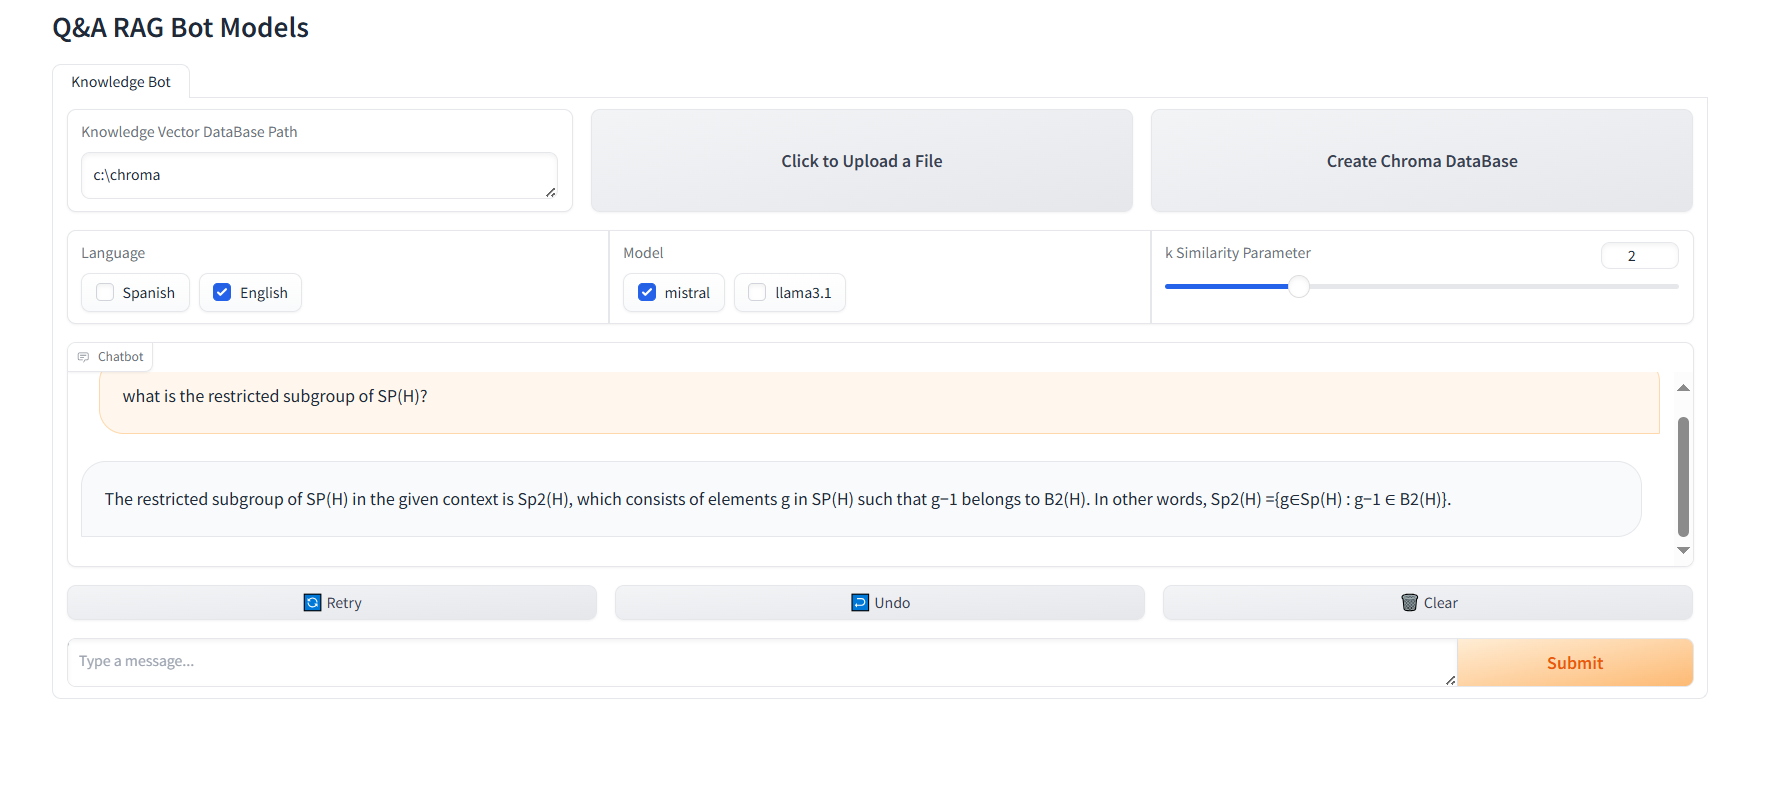 Q&A RAG Bot Models
Knowledge Bot
Knowledge Vector DataBase Path
c:\chroma
Click to Upload a File
Create Chroma DataBase
Language
Spanish
English
Model
mistral
llama3.1
k Similarity Parameter
2
Chatbot
what is the restricted subgroup of SP(H)?
The restricted subgroup of SP(H) in the given context is Sp2(H), which consists of elements g in SP(H) such that g−1 belongs to B2(H). In other words, Sp2(H) ={g∈Sp(H) : g−1 ∈ B2(H)}.
Retry
Undo
Clear
Type a message...
Submit